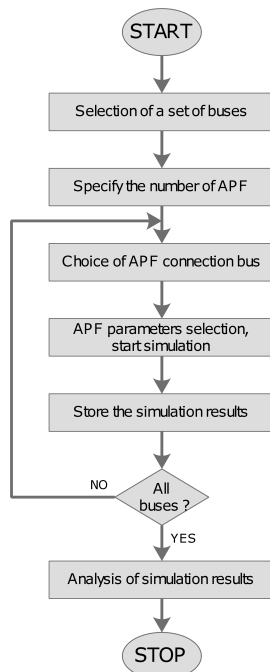 START
Selection of a set of buses
Specify the number of APF
Choice of APF connection bus
APF parameters selection,
start simulation
Store the simulation results
All
buses ?
NO
YES
Analysis of simulation results
STOP